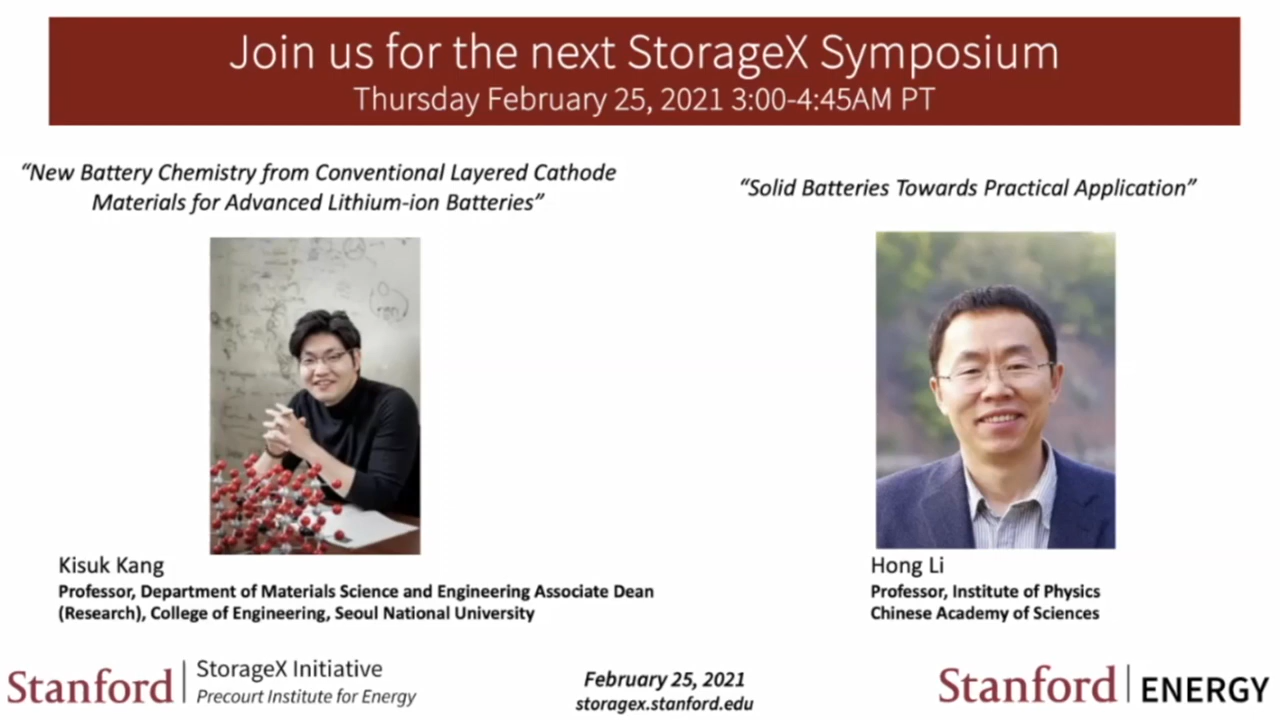 Join us for the next StorageX Symposium
Thursday February 25, 2021 3:00-4:45AM PT
“New Battery Chemistry from Conventional Layered Cathode
Materials for Advanced Lithium-ion Batteries”
“Solid Batteries Towards Practical Application”
Kisuk Kang
Professor, Department of Materials Science and Engineering Associate Dean
(Research), College of Engineering, Seoul National University
Hong Li
Professor, Institute of Physics
Chinese Academy of Sciences
Stanford
StorageX Initiative
Precourt Institute for Energy
February 25, 2021
storagex.stanford.edu
Stanford ENERGY